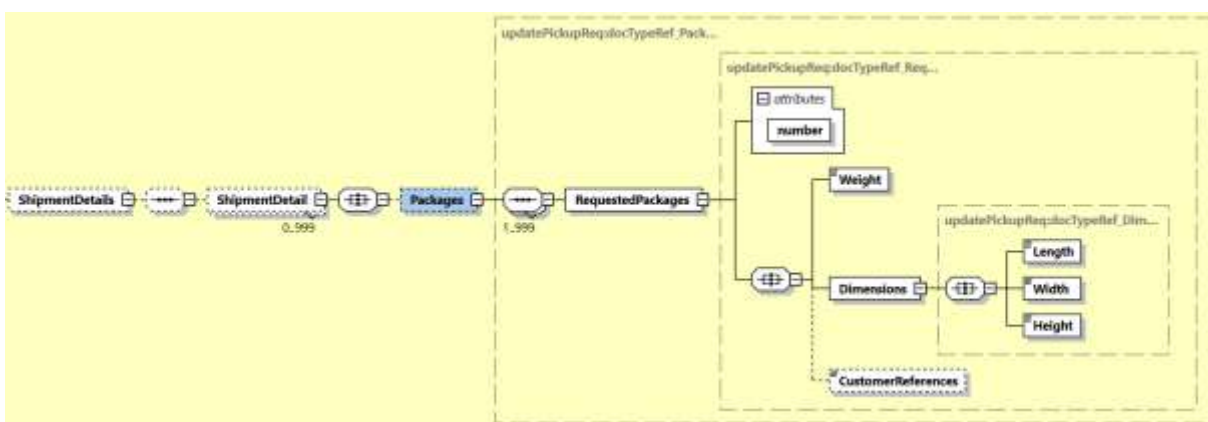 updatePickupReq:docTypeRef_Pack...
updatePickupReq:docTypeRef_Req...
attributes
number
ShipmentDetails
ShipmentDetail
0..999
Packages
1..999
RequestedPackages
Weight
updatePickupReq:docTypeRef_Dim...
Length
Dimensions
Width
Height
CustomerReferences